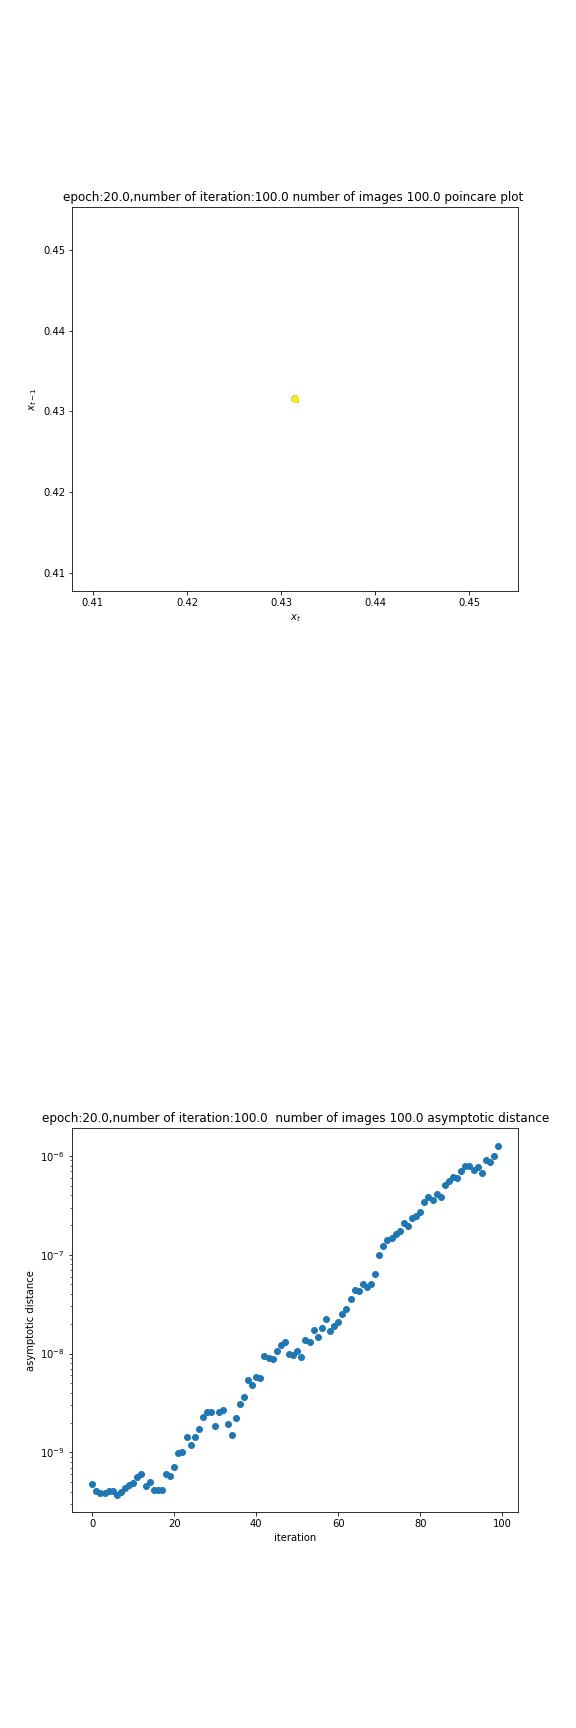 epoch:20.0,number of iteration:100.0 number of images 100.0 poincare plot
0.45
0.44
0.43
0.42
0.41
x_{t-1}
0.41 0.42 0.43 0.44 0.45
x_t
epoch:20.0,number of iteration:100.0  number of images 100.0 asymptotic distance
10^{-6}
10^{-7}
10^{-8}
10^{-9}
asymptotic distance
0 20 40 60 80 100
iteration